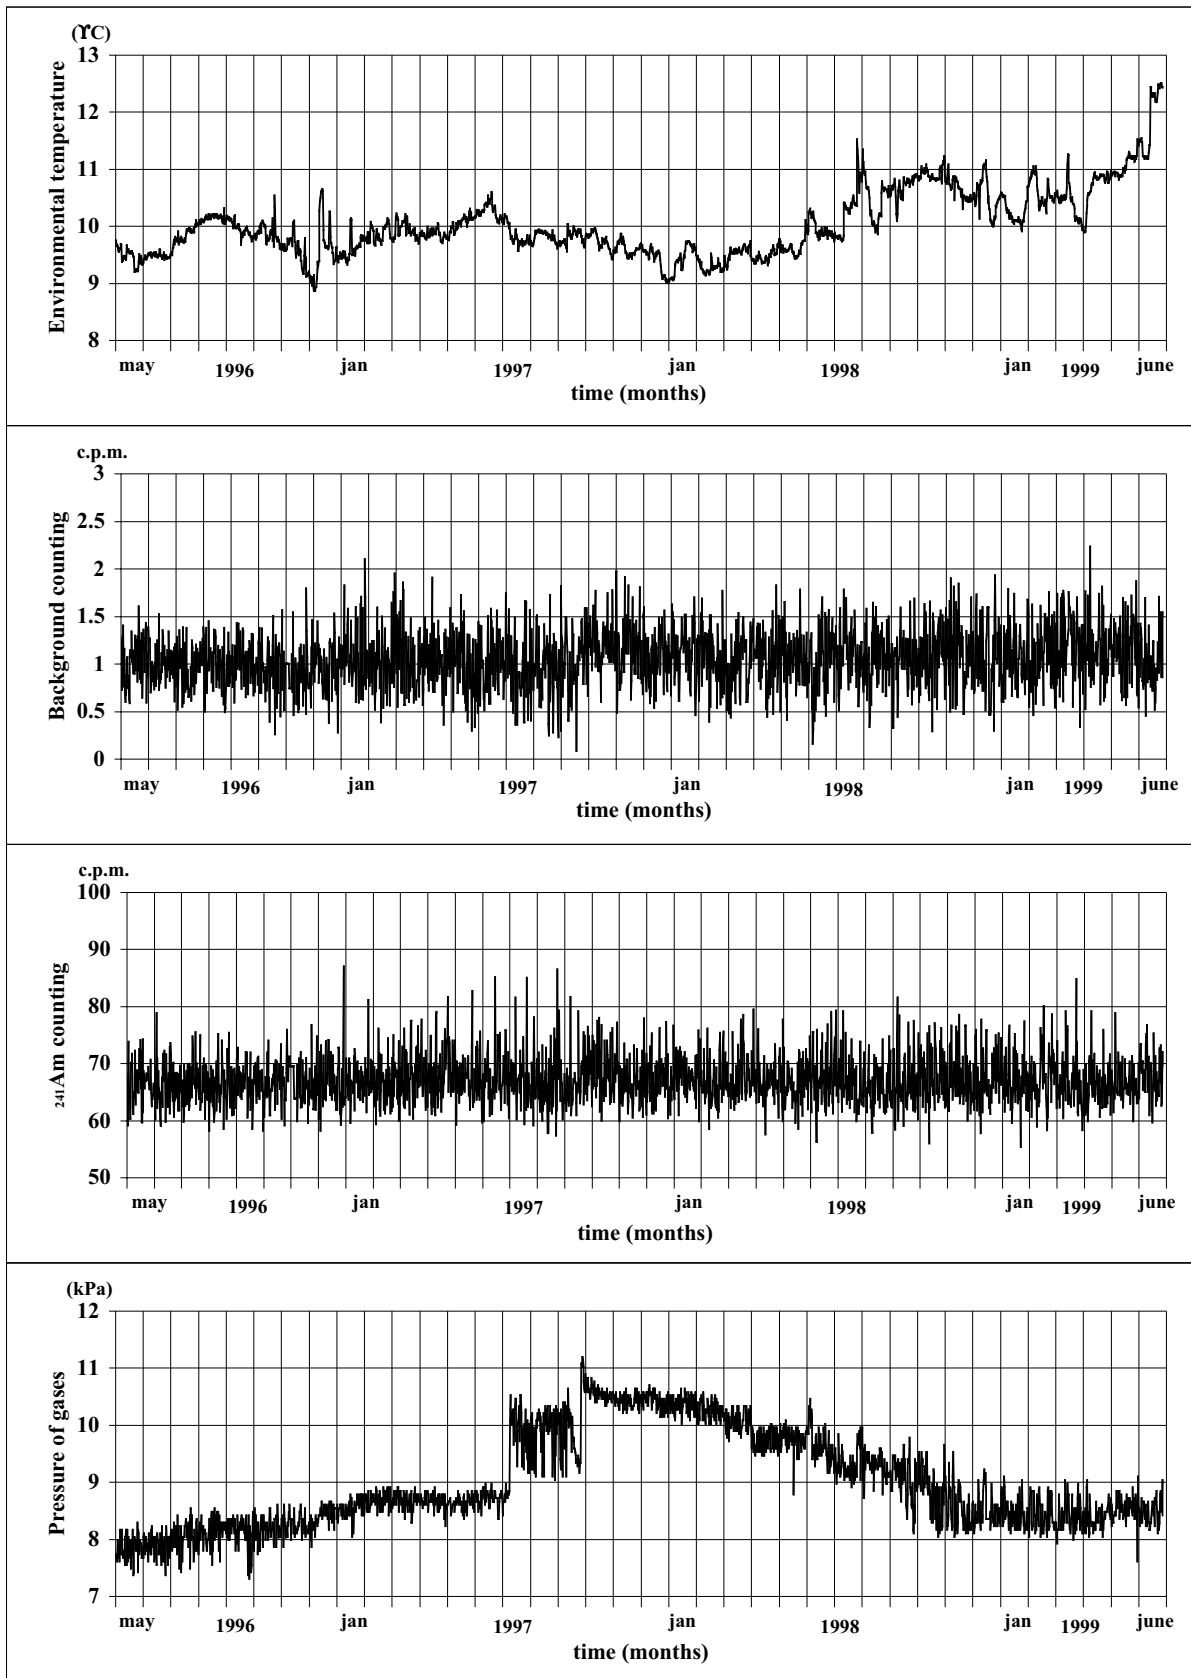 (ϒC)
Environmental temperature
13
12
11
10
9
8
may 1996 jan 1997 jan 1998 jan 1999 june
time (months)
c.p.m.
Background counting
3
2.5
2
1.5
1
0.5
0
may 1996 jan 1997 jan 1998 jan 1999 june
time (months)
c.p.m.
241Am counting
100
90
80
70
60
50
may 1996 jan 1997 jan 1998 jan 1999 june
time (months)
(kPa)
Pressure of gases
12
11
10
9
8
7
may 1996 jan 1997 jan 1998 jan 1999 june
time (months)